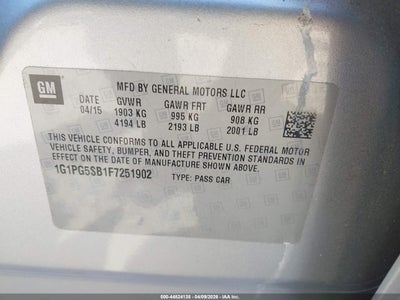 GM
MFD BY GENERAL MOTORS LLC
DATE GVWR GAWR FRT GAWR RR
04/15 1903 KG 995 KG 908 KG
4194 LB 2193 LB 2001 LB
THIS VEHICLE CONFORMS TO ALL APPLICABLE U.S. FEDERAL MOTOR
VEHICLE SAFETY, BUMPER, AND THEFT PREVENTION STANDARDS IN
EFFECT ON THE DATE OF MANUFACTURE SHOWN ABOVE.
1G1PG5SB1F7251902 TYPE: PASS CAR
500-44624138 - 04/09/2026 - IAA Inc.